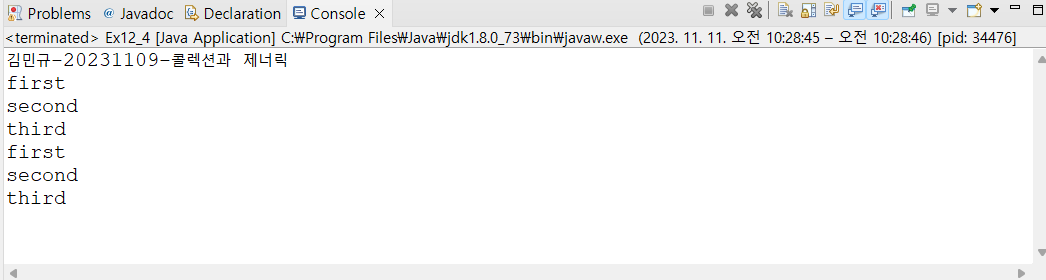 Problems @ Javadoc Declaration Console
<terminated> Ex12_4 [Java Application] C:₩Program Files₩Java₩jdk1.8.0_73₩bin₩javaw.exe (2023. 11. 11. 오전 10:28:45 – 오전 10:28:46) [pid: 34476]
김민규-20231109-콜렉션과 제너릭
first
second
third
first
second
third